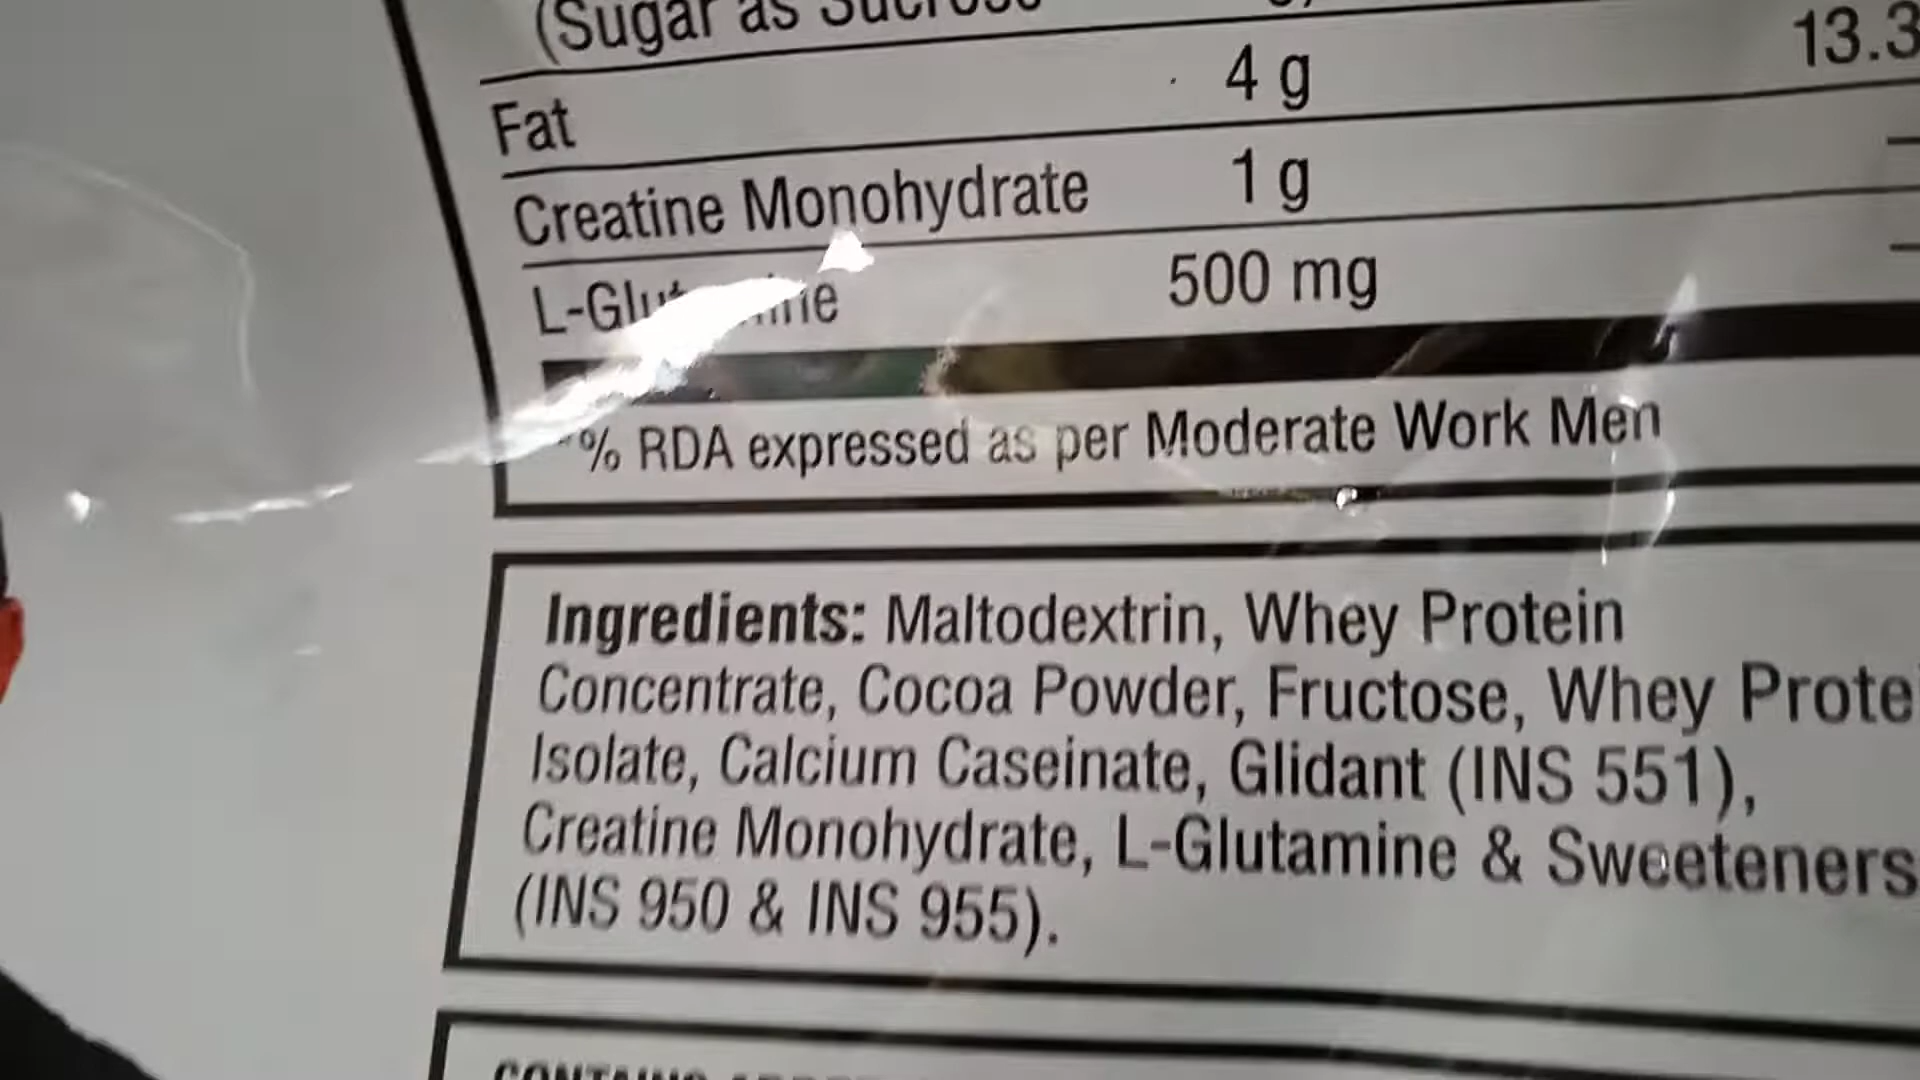 (Sugar as Sucrose
Fat 4 g 13.3
Creatine Monohydrate 1 g
500 mg
% RDA expressed as per Moderate Work Men
Ingredients: Maltodextrin, Whey Protein
Concentrate, Cocoa Powder, Fructose, Whey Protei
Isolate, Calcium Caseinate, Glidant (INS 551),
Creatine Monohydrate, L-Glutamine & Sweeteners
(INS 950 & INS 955).